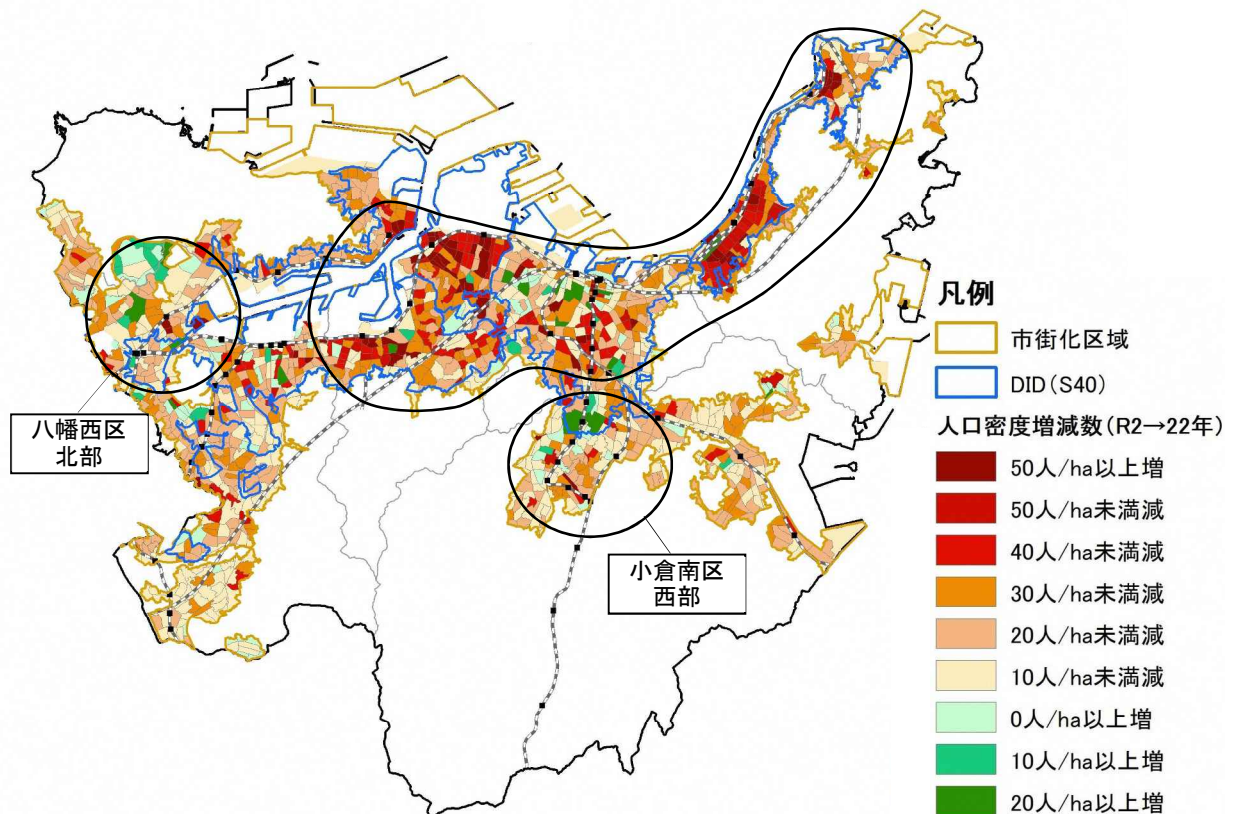 八幡西区
北部
小倉南区
西部
凡例
市街化区域
DID(S40)
人口密度増減数(R2→22年)
50人/ha以上増
50人/ha未満減
40人/ha未満減
30人/ha未満減
20人/ha未満減
10人/ha未満減
0人/ha以上増
10人/ha以上増
20人/ha以上増